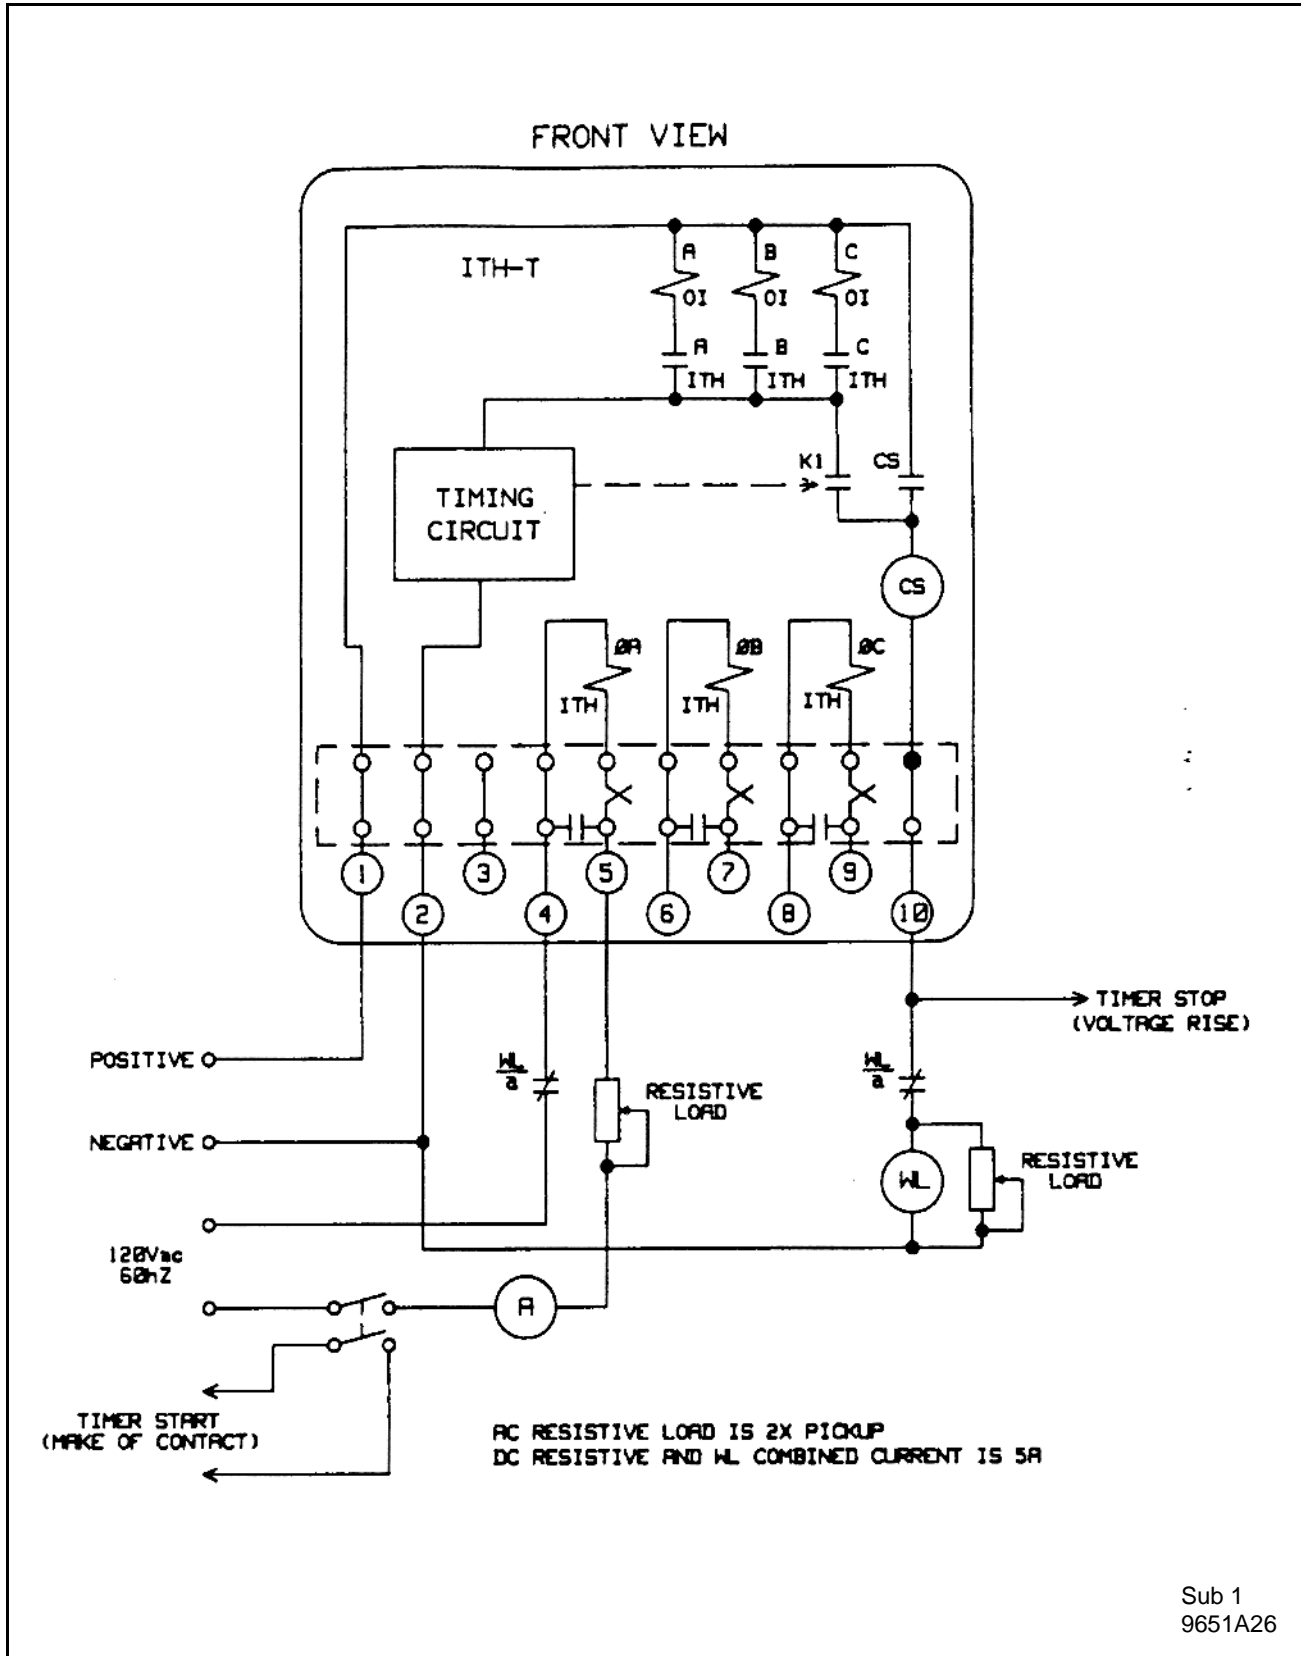 FRONT VIEW
ITH-T
A
B
C
OI
OI
OI
A
B
C
ITH
ITH
ITH
K1
CS
TIMING
CIRCUIT
CS
ØA
ØB
ØC
ITH
ITH
ITH
1
3
5
7
9
2
4
6
8
10
TIMER STOP
(VOLTAGE RISE)
POSITIVE
WL
a
WL
a
RESISTIVE
LOAD
NEGATIVE
WL
RESISTIVE
LOAD
120Vac
60hZ
A
TIMER START
(MAKE OF CONTACT)
AC RESISTIVE LOAD IS 2X PICKUP
DC RESISTIVE AND WL COMBINED CURRENT IS 5A
Sub 1
9651A26